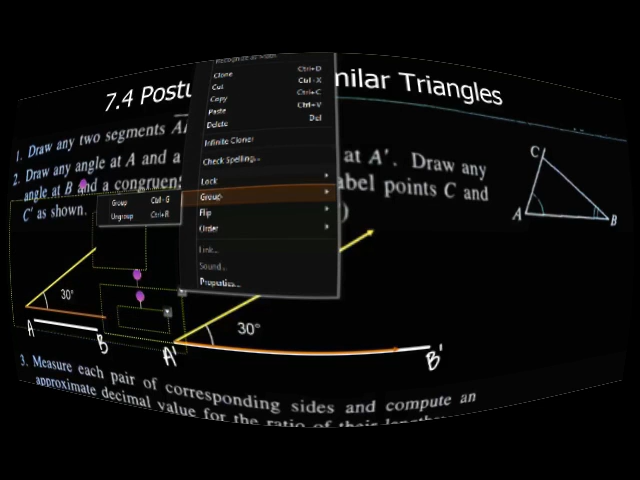 7.4 Postu milar Triangles
1. Draw any two segments
2. Draw any angle at A and a at A'. Draw any
angle at B and a congruent abel points C and
C' as shown. )
Clone Ctrl+D
Cut Ctrl+X
Copy Ctrl+C
Paste Ctrl+V
Delete Del
Infinite Cloner
Check Spelling...
Lock
Group
Flip
Order
Link...
Sound...
Properties...
Group Ctrl+G
Ungroup Ctrl+R
C
A
B
30°
A
B
30°
A'
B'
3. Measure each pair of corresponding sides and compute an
approximate decimal value for the ratio of their